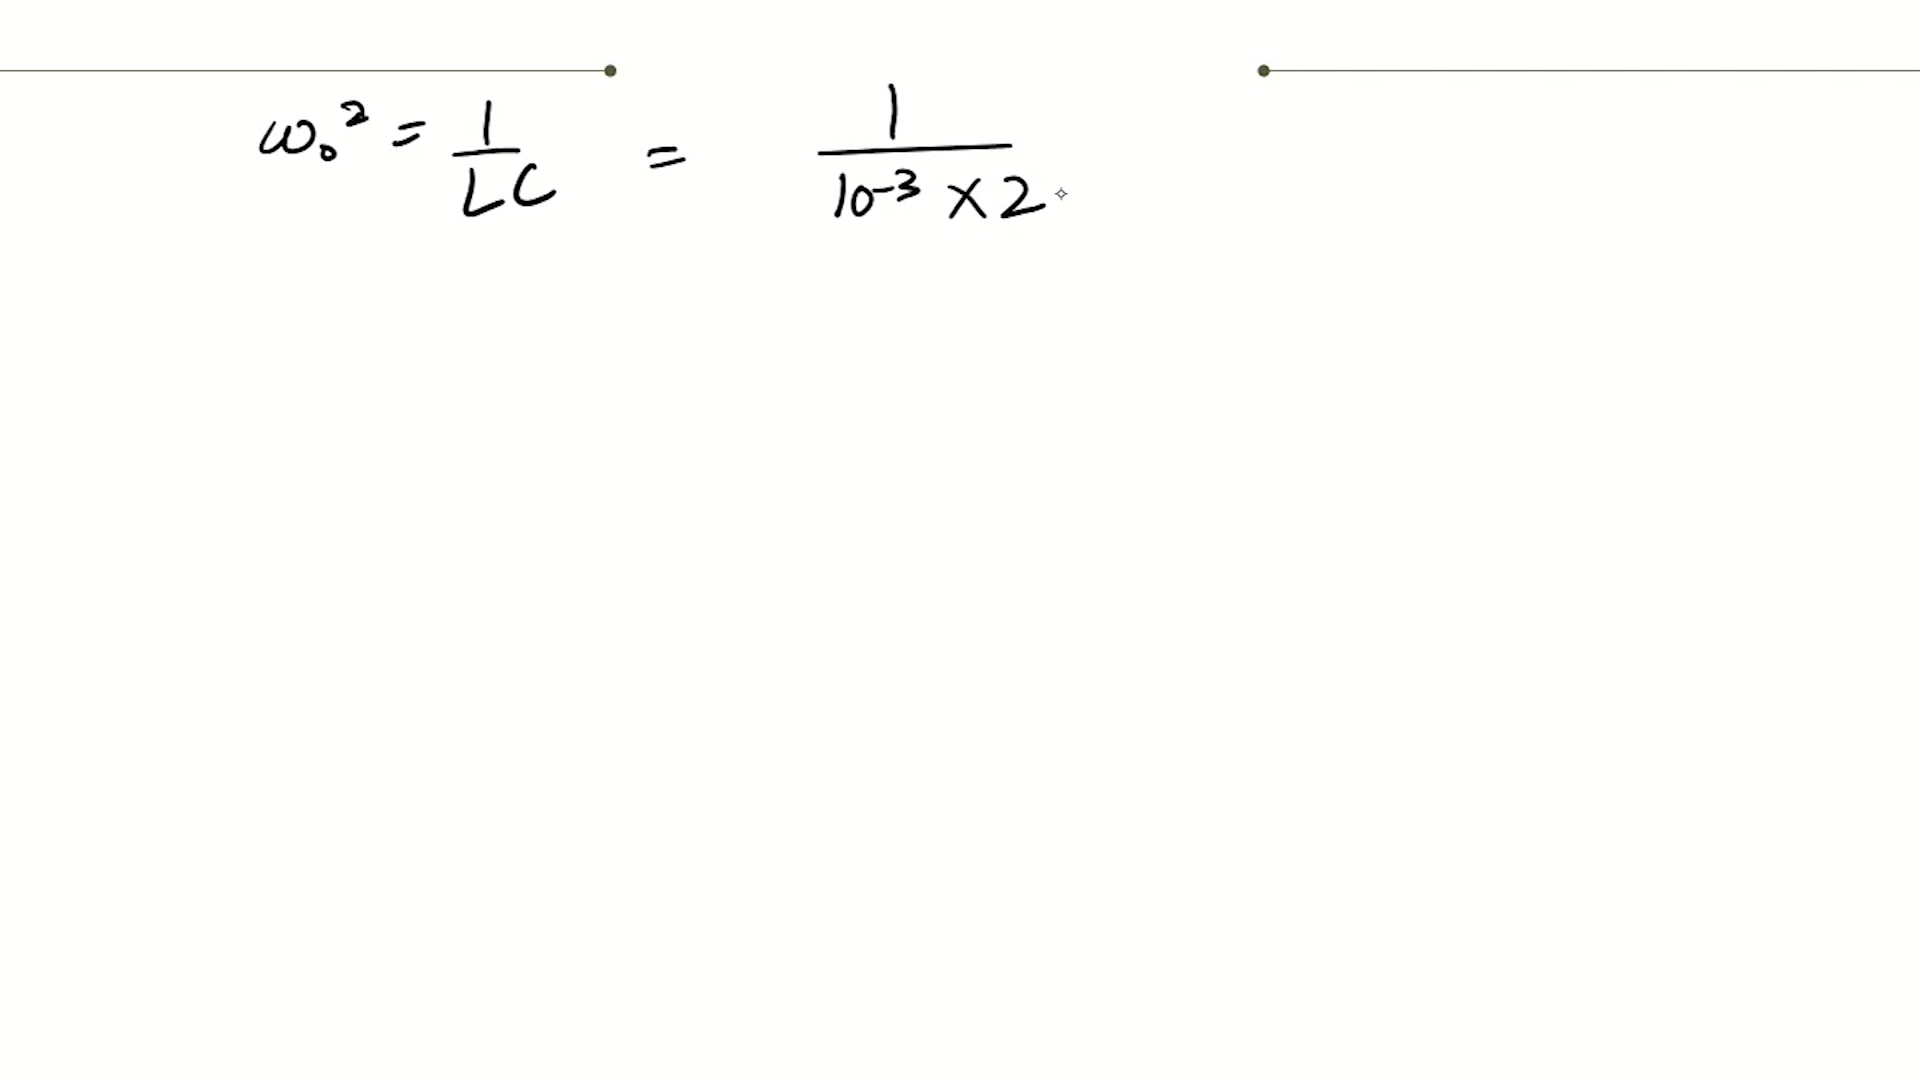 ω₀² = 1/LC = 1/10⁻³ × 2